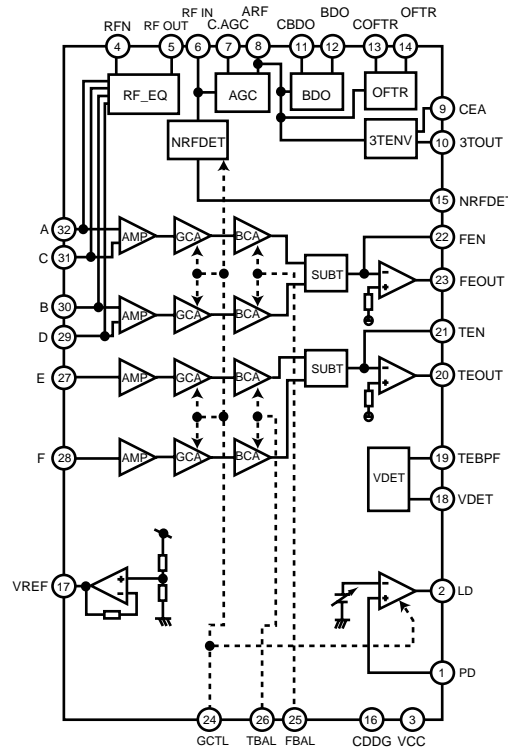 RFN RF OUT RF IN C.AGC ARF CBDO BDO COFTR OFTR
4 5 6 7 8 11 12 13 14
RF_EQ AGC BDO OFTR
9 CEA
NRFDET 3TENV
10 3TOUT
15 NRFDET
A 32 AMP GCA BCA
22 FEN
C 31
SUBT
23 FEOUT
B 30 AMP GCA BCA
D 29
21 TEN
E 27 AMP GCA BCA
SUBT
20 TEOUT
F 28 AMP GCA BCA
19 TEBPF
VDET
18 VDET
VREF 17
2 LD
1 PD
24 26 25 16 3
GCTL TBAL FBAL CDDG VCC